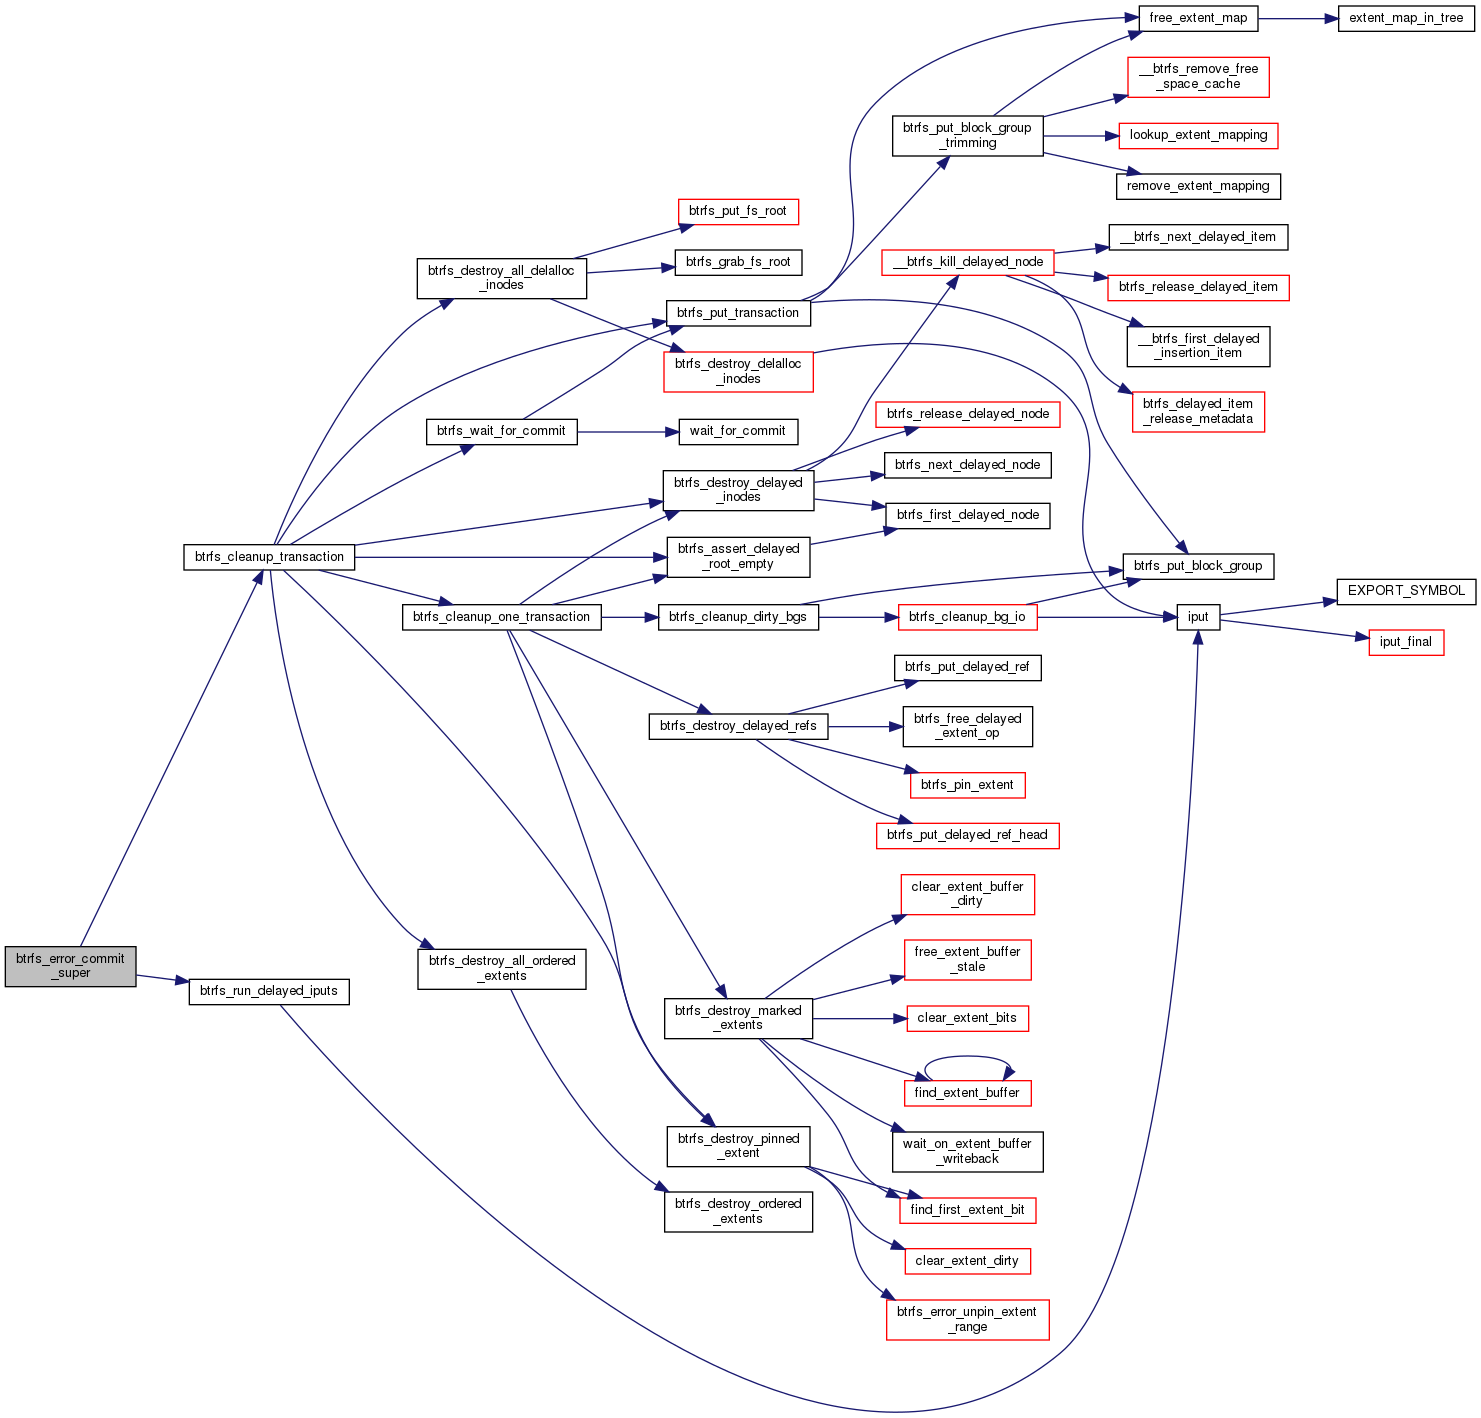 free_extent_map
extent_map_in_tree
__btrfs_remove_free
_space_cache
btrfs_put_block_group
_trimming
lookup_extent_mapping
remove_extent_mapping
btrfs_put_fs_root
__btrfs_next_delayed_item
btrfs_grab_fs_root
__btrfs_kill_delayed_node
btrfs_destroy_all_delalloc
_inodes
btrfs_release_delayed_item
btrfs_put_transaction
__btrfs_first_delayed
_insertion_item
btrfs_destroy_delalloc
_inodes
btrfs_delayed_item
_release_metadata
btrfs_release_delayed_node
btrfs_wait_for_commit
wait_for_commit
btrfs_next_delayed_node
btrfs_destroy_delayed
_inodes
btrfs_first_delayed_node
btrfs_cleanup_transaction
btrfs_assert_delayed
_root_empty
btrfs_put_block_group
EXPORT_SYMBOL
btrfs_cleanup_one_transaction
btrfs_cleanup_dirty_bgs
btrfs_cleanup_bg_io
iput
iput_final
btrfs_put_delayed_ref
btrfs_destroy_delayed_refs
btrfs_free_delayed
_extent_op
btrfs_pin_extent
btrfs_put_delayed_ref_head
clear_extent_buffer
_dirty
free_extent_buffer
_stale
btrfs_error_commit
_super
btrfs_destroy_all_ordered
_extents
btrfs_run_delayed_iputs
btrfs_destroy_marked
_extents
clear_extent_bits
find_extent_buffer
btrfs_destroy_pinned
_extent
wait_on_extent_buffer
_writeback
btrfs_destroy_ordered
_extents
find_first_extent_bit
clear_extent_dirty
btrfs_error_unpin_extent
_range